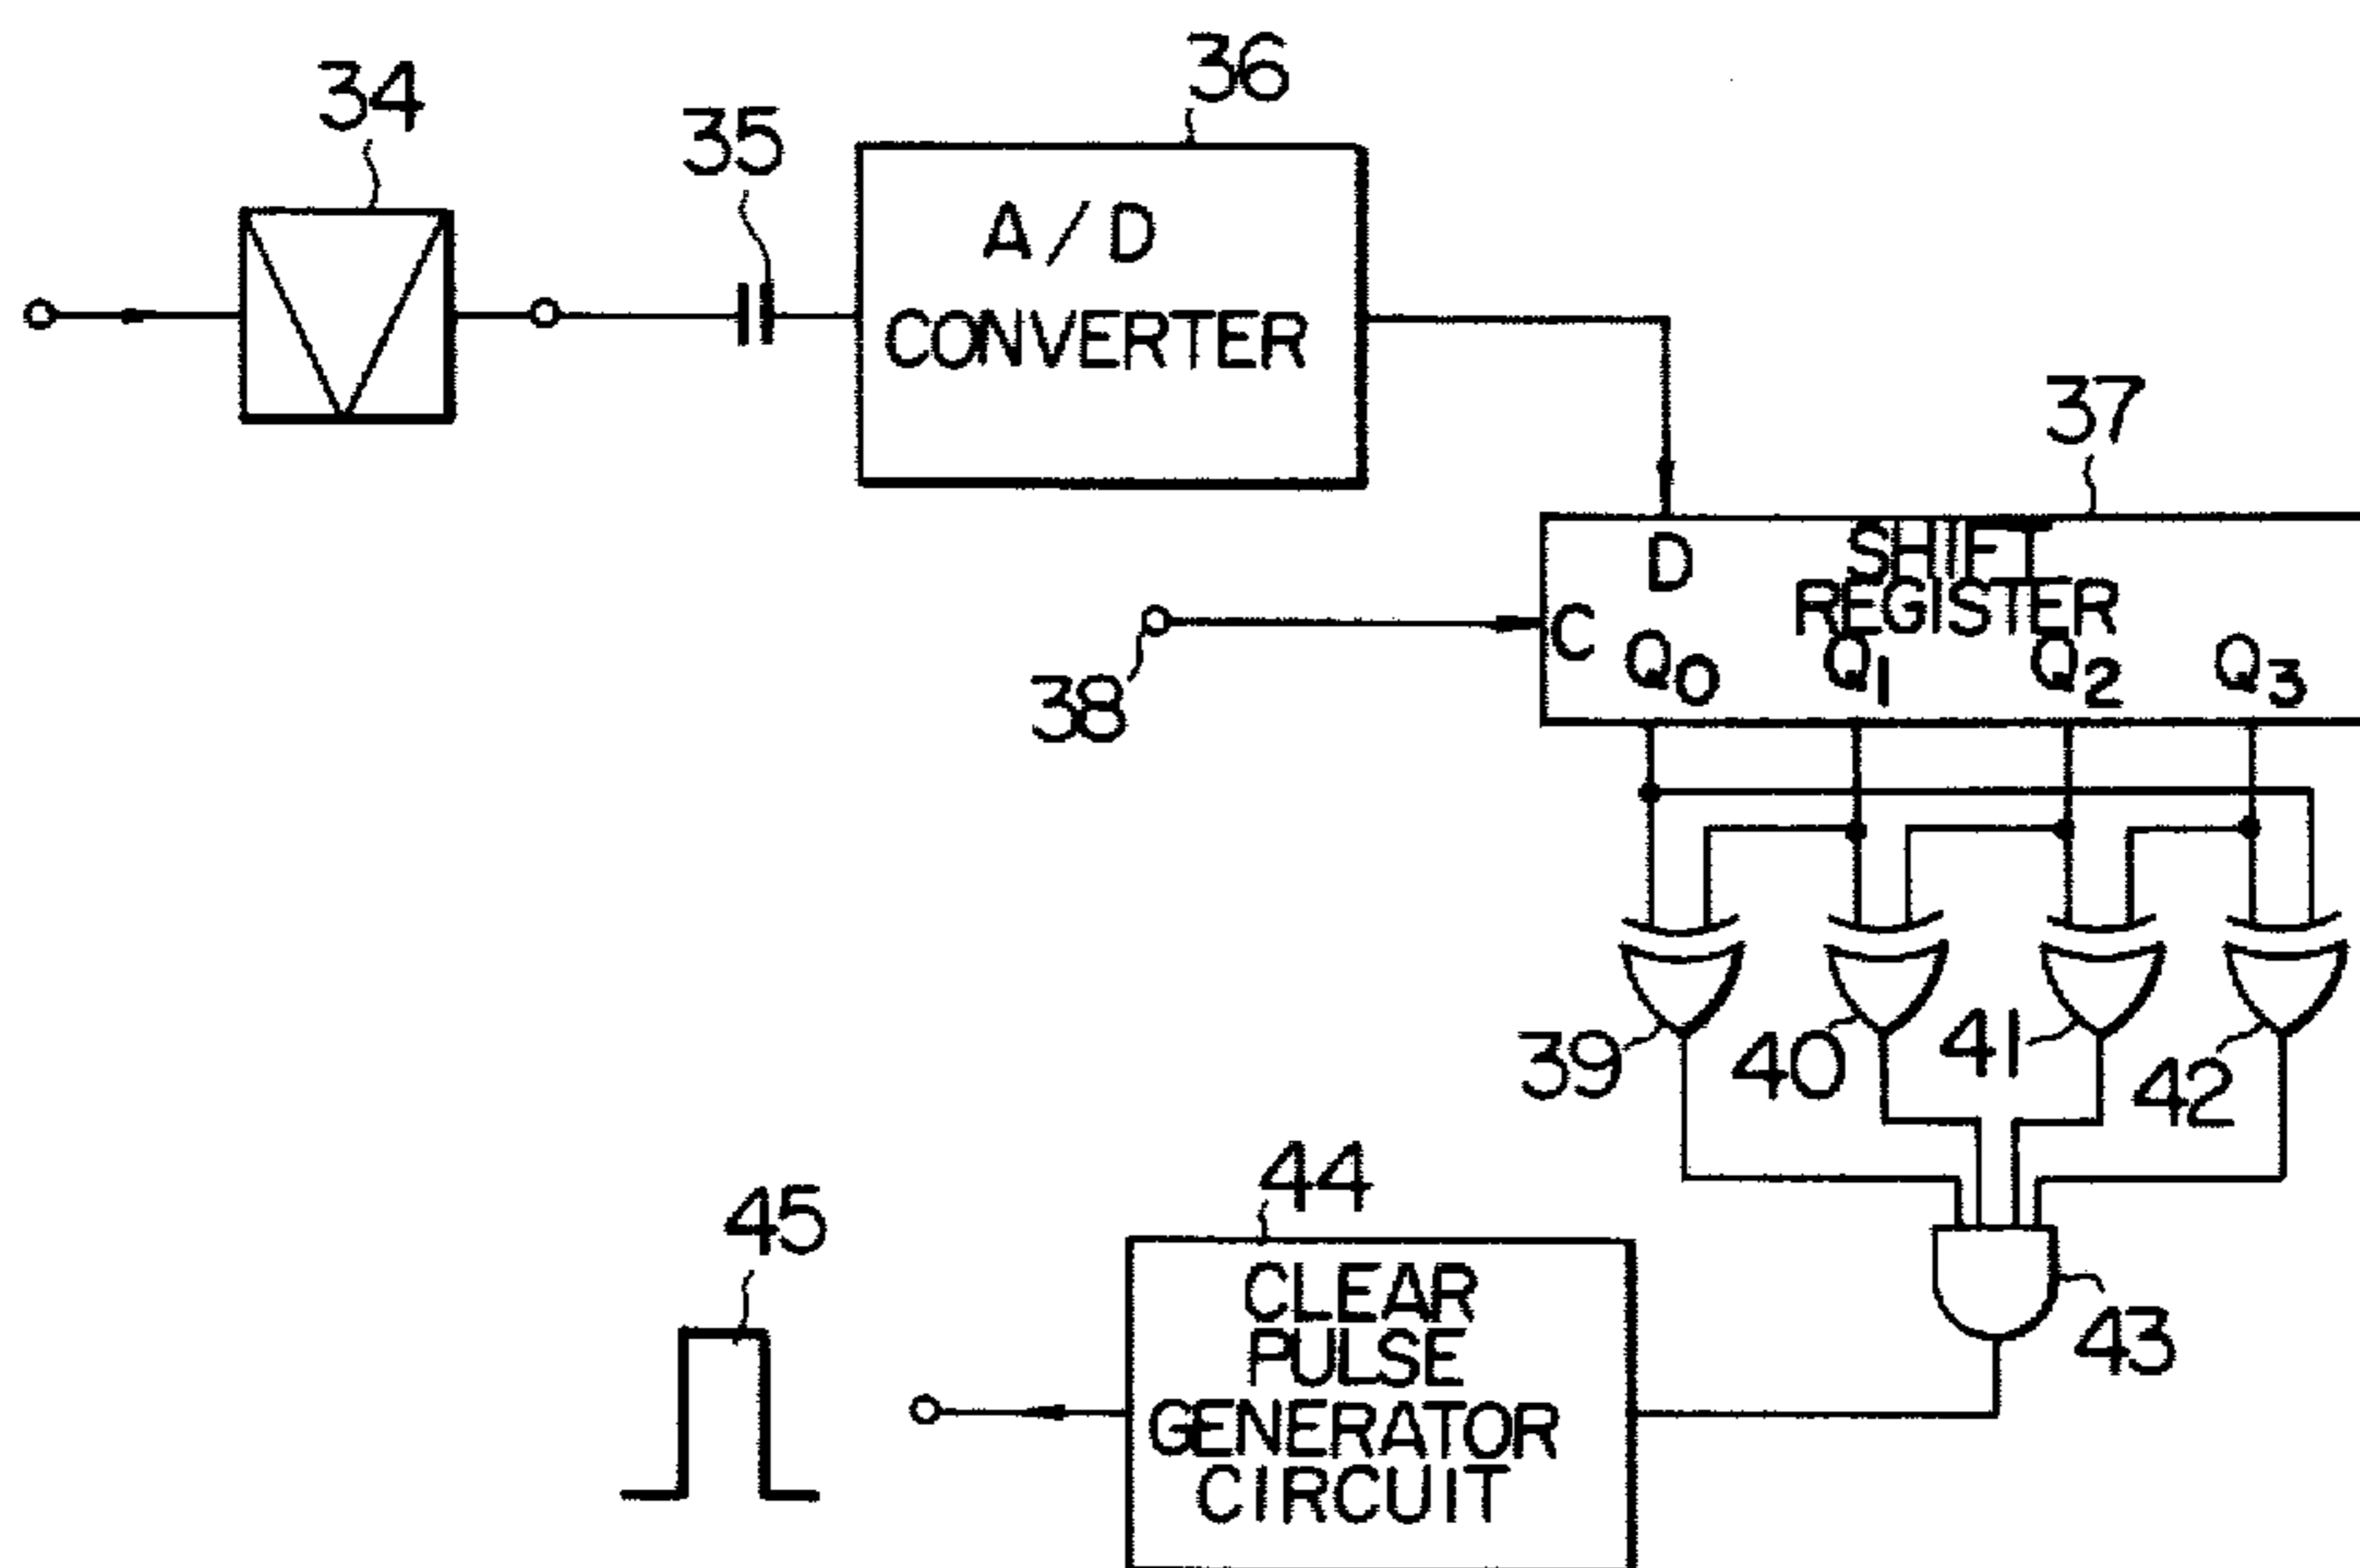 34
35
36
A/D
CONVERTER
37
D
SHIFT
REGISTER
C
Q0 Q1 Q2 Q3
38
39
40
41
42
43
44
CLEAR
PULSE
GENERATOR
CIRCUIT
45